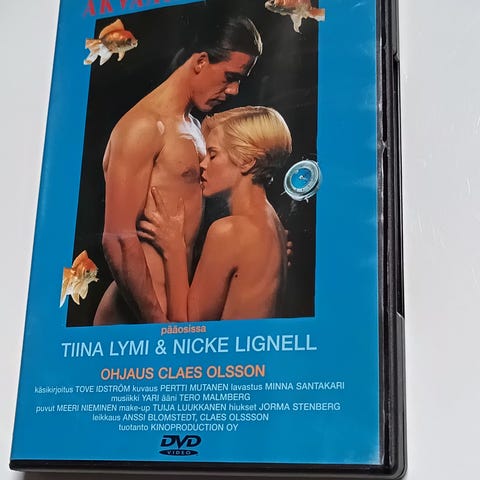 pääosissa
TIINA LYMI & NICKE LIGNELL
OHJAUS CLAES OLSSON
käsikirjoitus TOVE IDSTRÖM kuvaus PERTTI MUTANEN lavastus MINNA SANTAKARI
musiikki YARI ääni TERO MALMBERG
puvut MEERI NIEMINEN make-up TUIJA LUUKKANEN hiukset JORMA STENBERG
leikkaus ANSSI BLOMSTEDT, CLAES OLSSSON
tuotanto KINOPRODUCTION OY
DVD
VIDEO